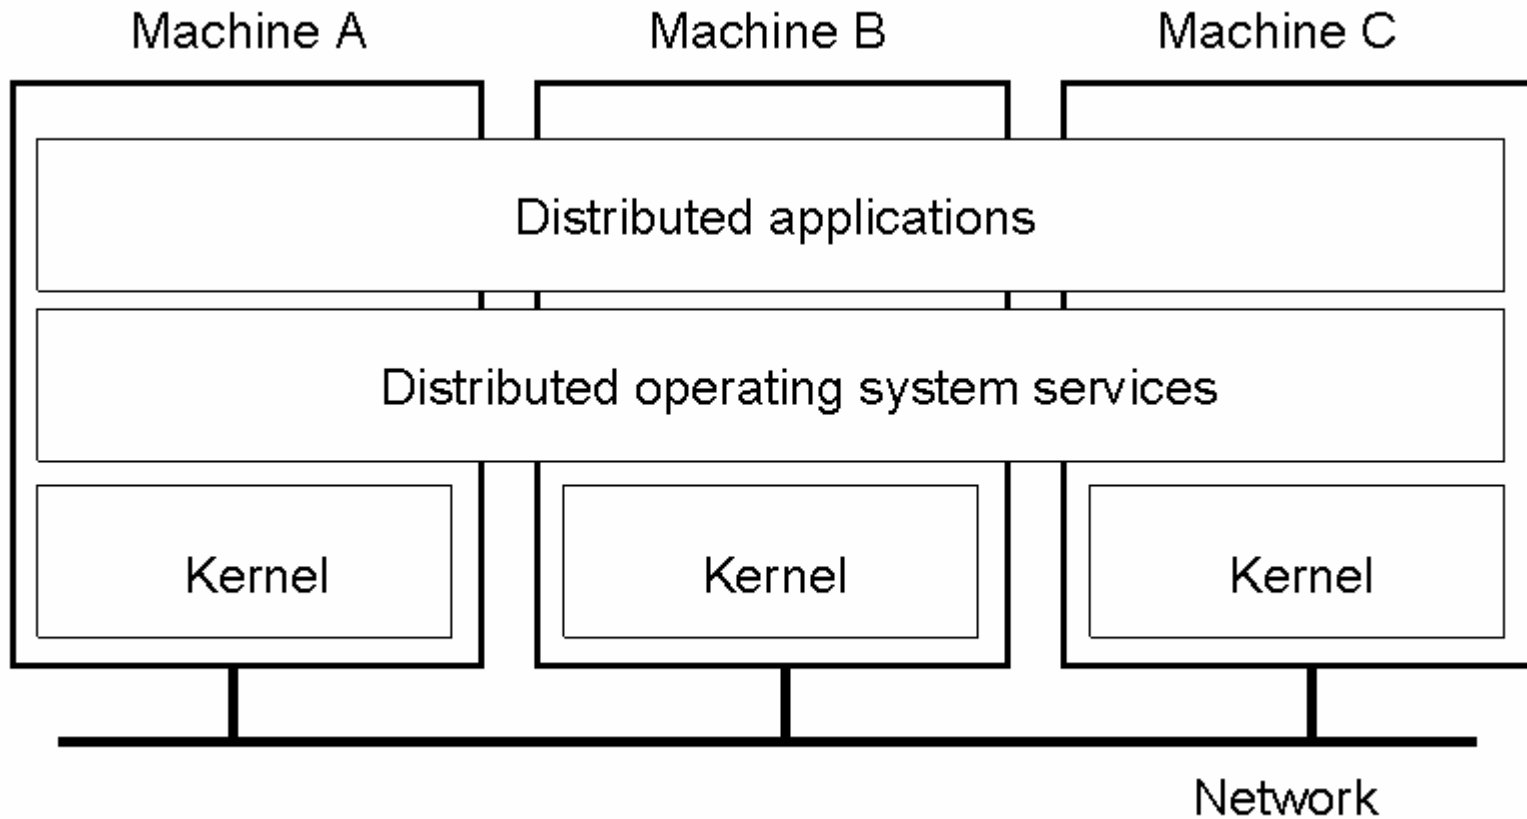 Machine A
Machine B
Machine C
Distributed applications
Distributed operating system services
Kernel
Kernel
Kernel
Network